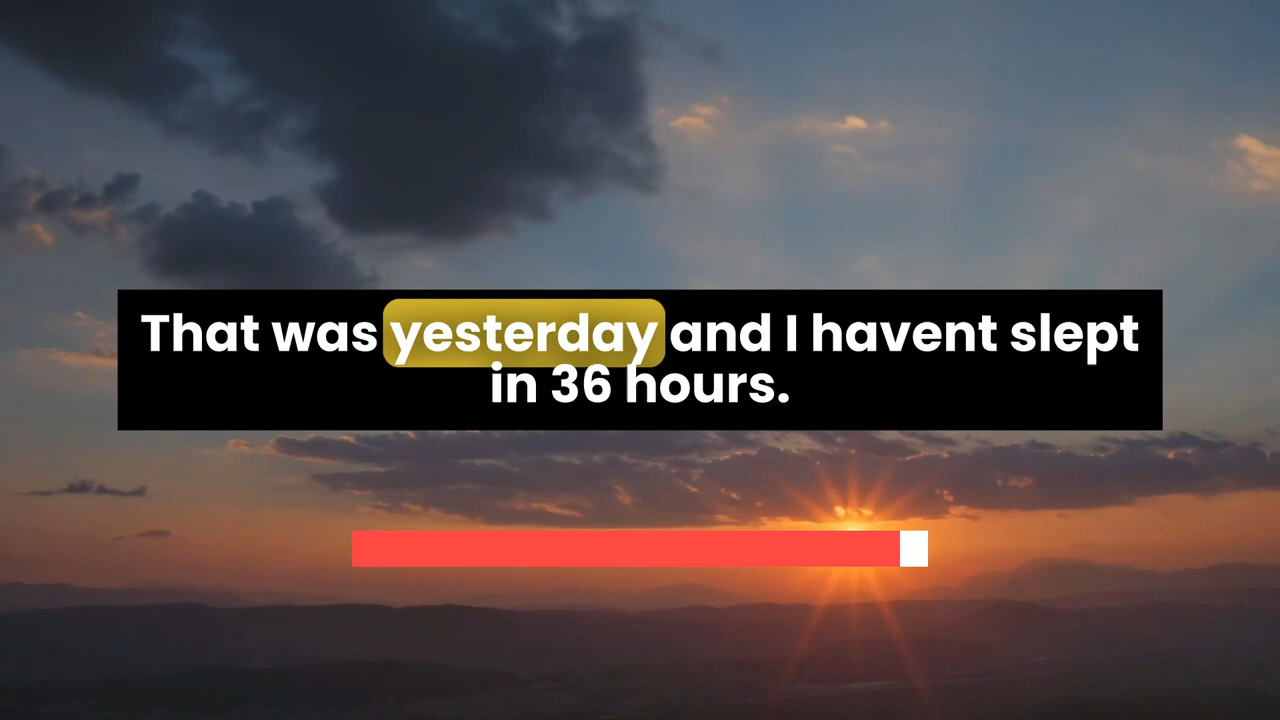 That was yesterday and I havent slept
in 36 hours.